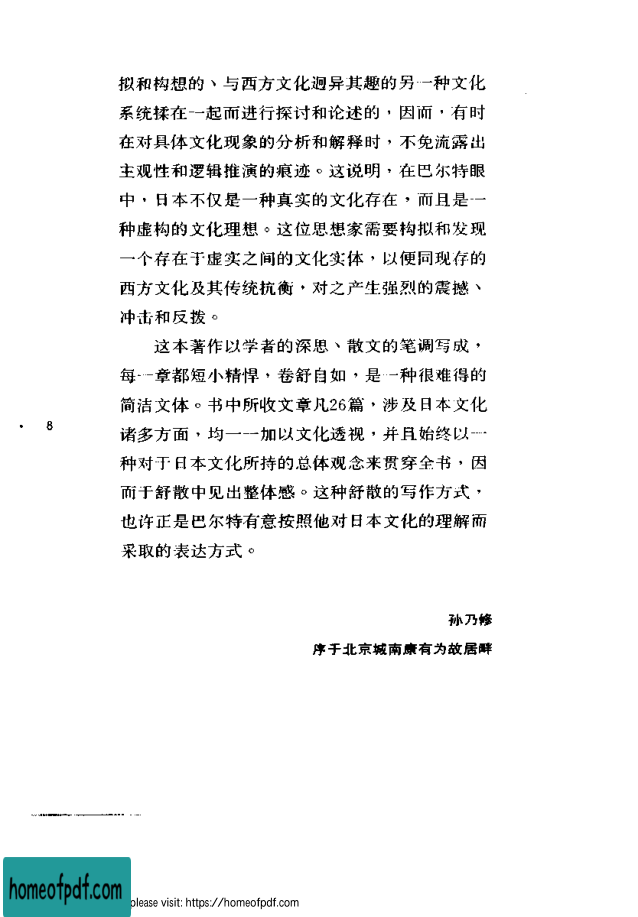 拟和构想的、与西方文化迥异其趣的另一种文化
系统揉在一起而进行探讨和论述的，因而，有时
在对具体文化现象的分析和解释时，不免流露出
主观性和逻辑推演的痕迹。这说明，在巴尔特眼
中，日本不仅是一种真实的文化存在，而且是一
种虚构的文化理想。这位思想家需要构拟和发现
一个存在于虚实之间的文化实体，以便同现存的
西方文化及其传统抗衡，对之产生强烈的震撼、
冲击和反拨。
这本著作以学者的深思、散文的笔调写成，
每一章都短小精悍，卷舒自如，是一种很难得的
简洁文体。书中所收文章凡26篇，涉及日本文化
诸多方面，均一一加以文化透视，并且始终以一
种对于日本文化所持的总体观念来贯穿全书，因
而于舒散中见出整体感。这种舒散的写作方式，
也许正是巴尔特有意按照他对日本文化的理解而
采取的表达方式。
· 8
孙乃修
序于北京城南康有为故居畔
homeofpdf.com
please visit: https://homeofpdf.com